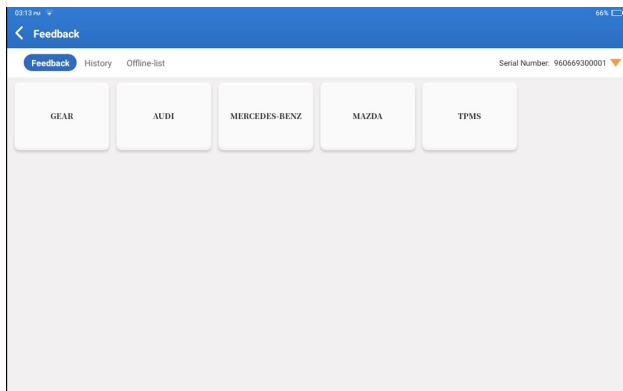 03:13 PM 66%
Feedback
Feedback History Offline-list Serial Number: 960669300001
GEAR AUDI MERCEDES-BENZ MAZDA TPMS